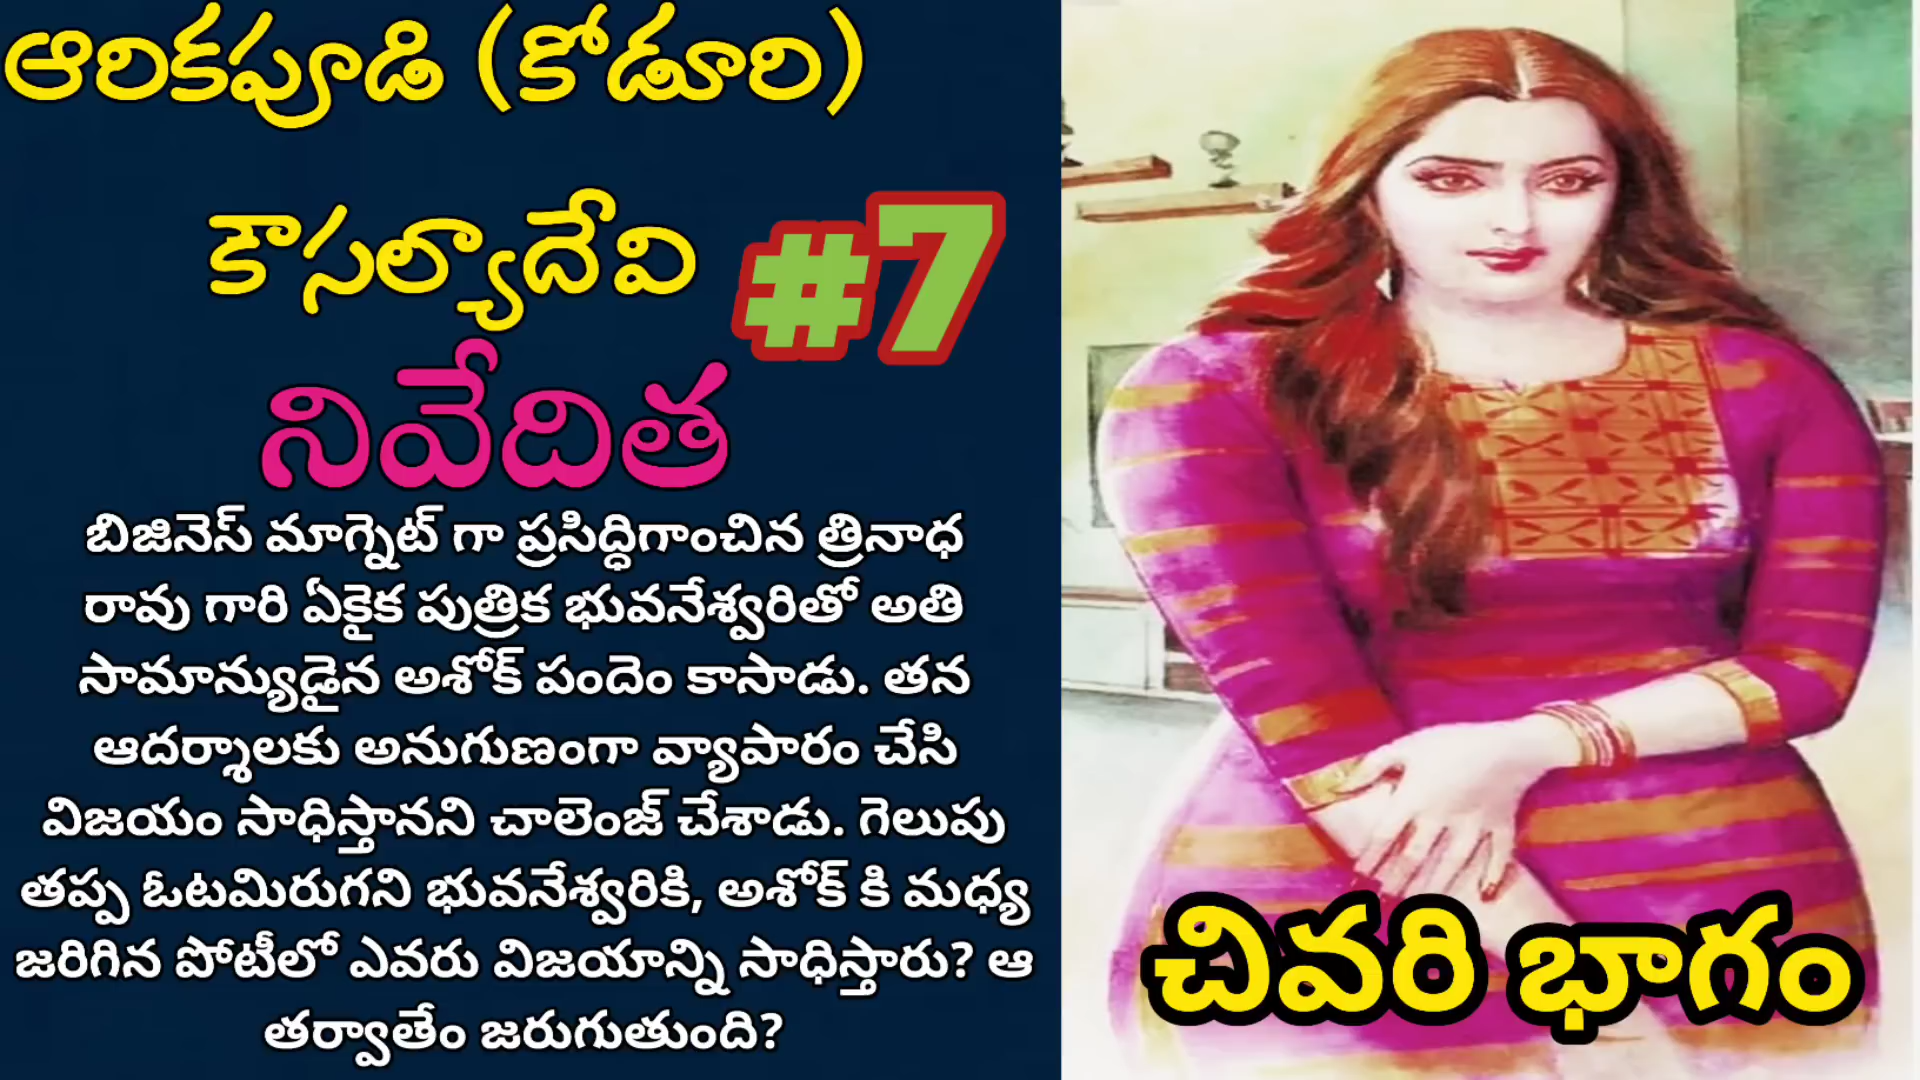 ఆరికపూడి (కోడూరి)
కౌసల్యాదేవి #7
నివేదిత
బిజినెస్ మాగ్నెట్ గా ప్రసిద్ధిగాంచిన త్రినాధ
రావు గారి ఏకైక పుత్రిక భువనేశ్వరితో అతి
సామాన్యుడైన అశోక్ పందెం కాసాడు. తన
ఆదర్శాలకు అనుగుణంగా వ్యాపారం చేసి
విజయం సాధిస్తానని చాలెంజ్ చేశాడు. గెలుపు
తప్ప ఓటమిరుగని భువనేశ్వరికి, అశోక్ కి మధ్య
జరిగిన పోటీలో ఎవరు విజయాన్ని సాధిస్తారు? ఆ
తర్వాతేం జరుగుతుంది?
చివరి భాగం